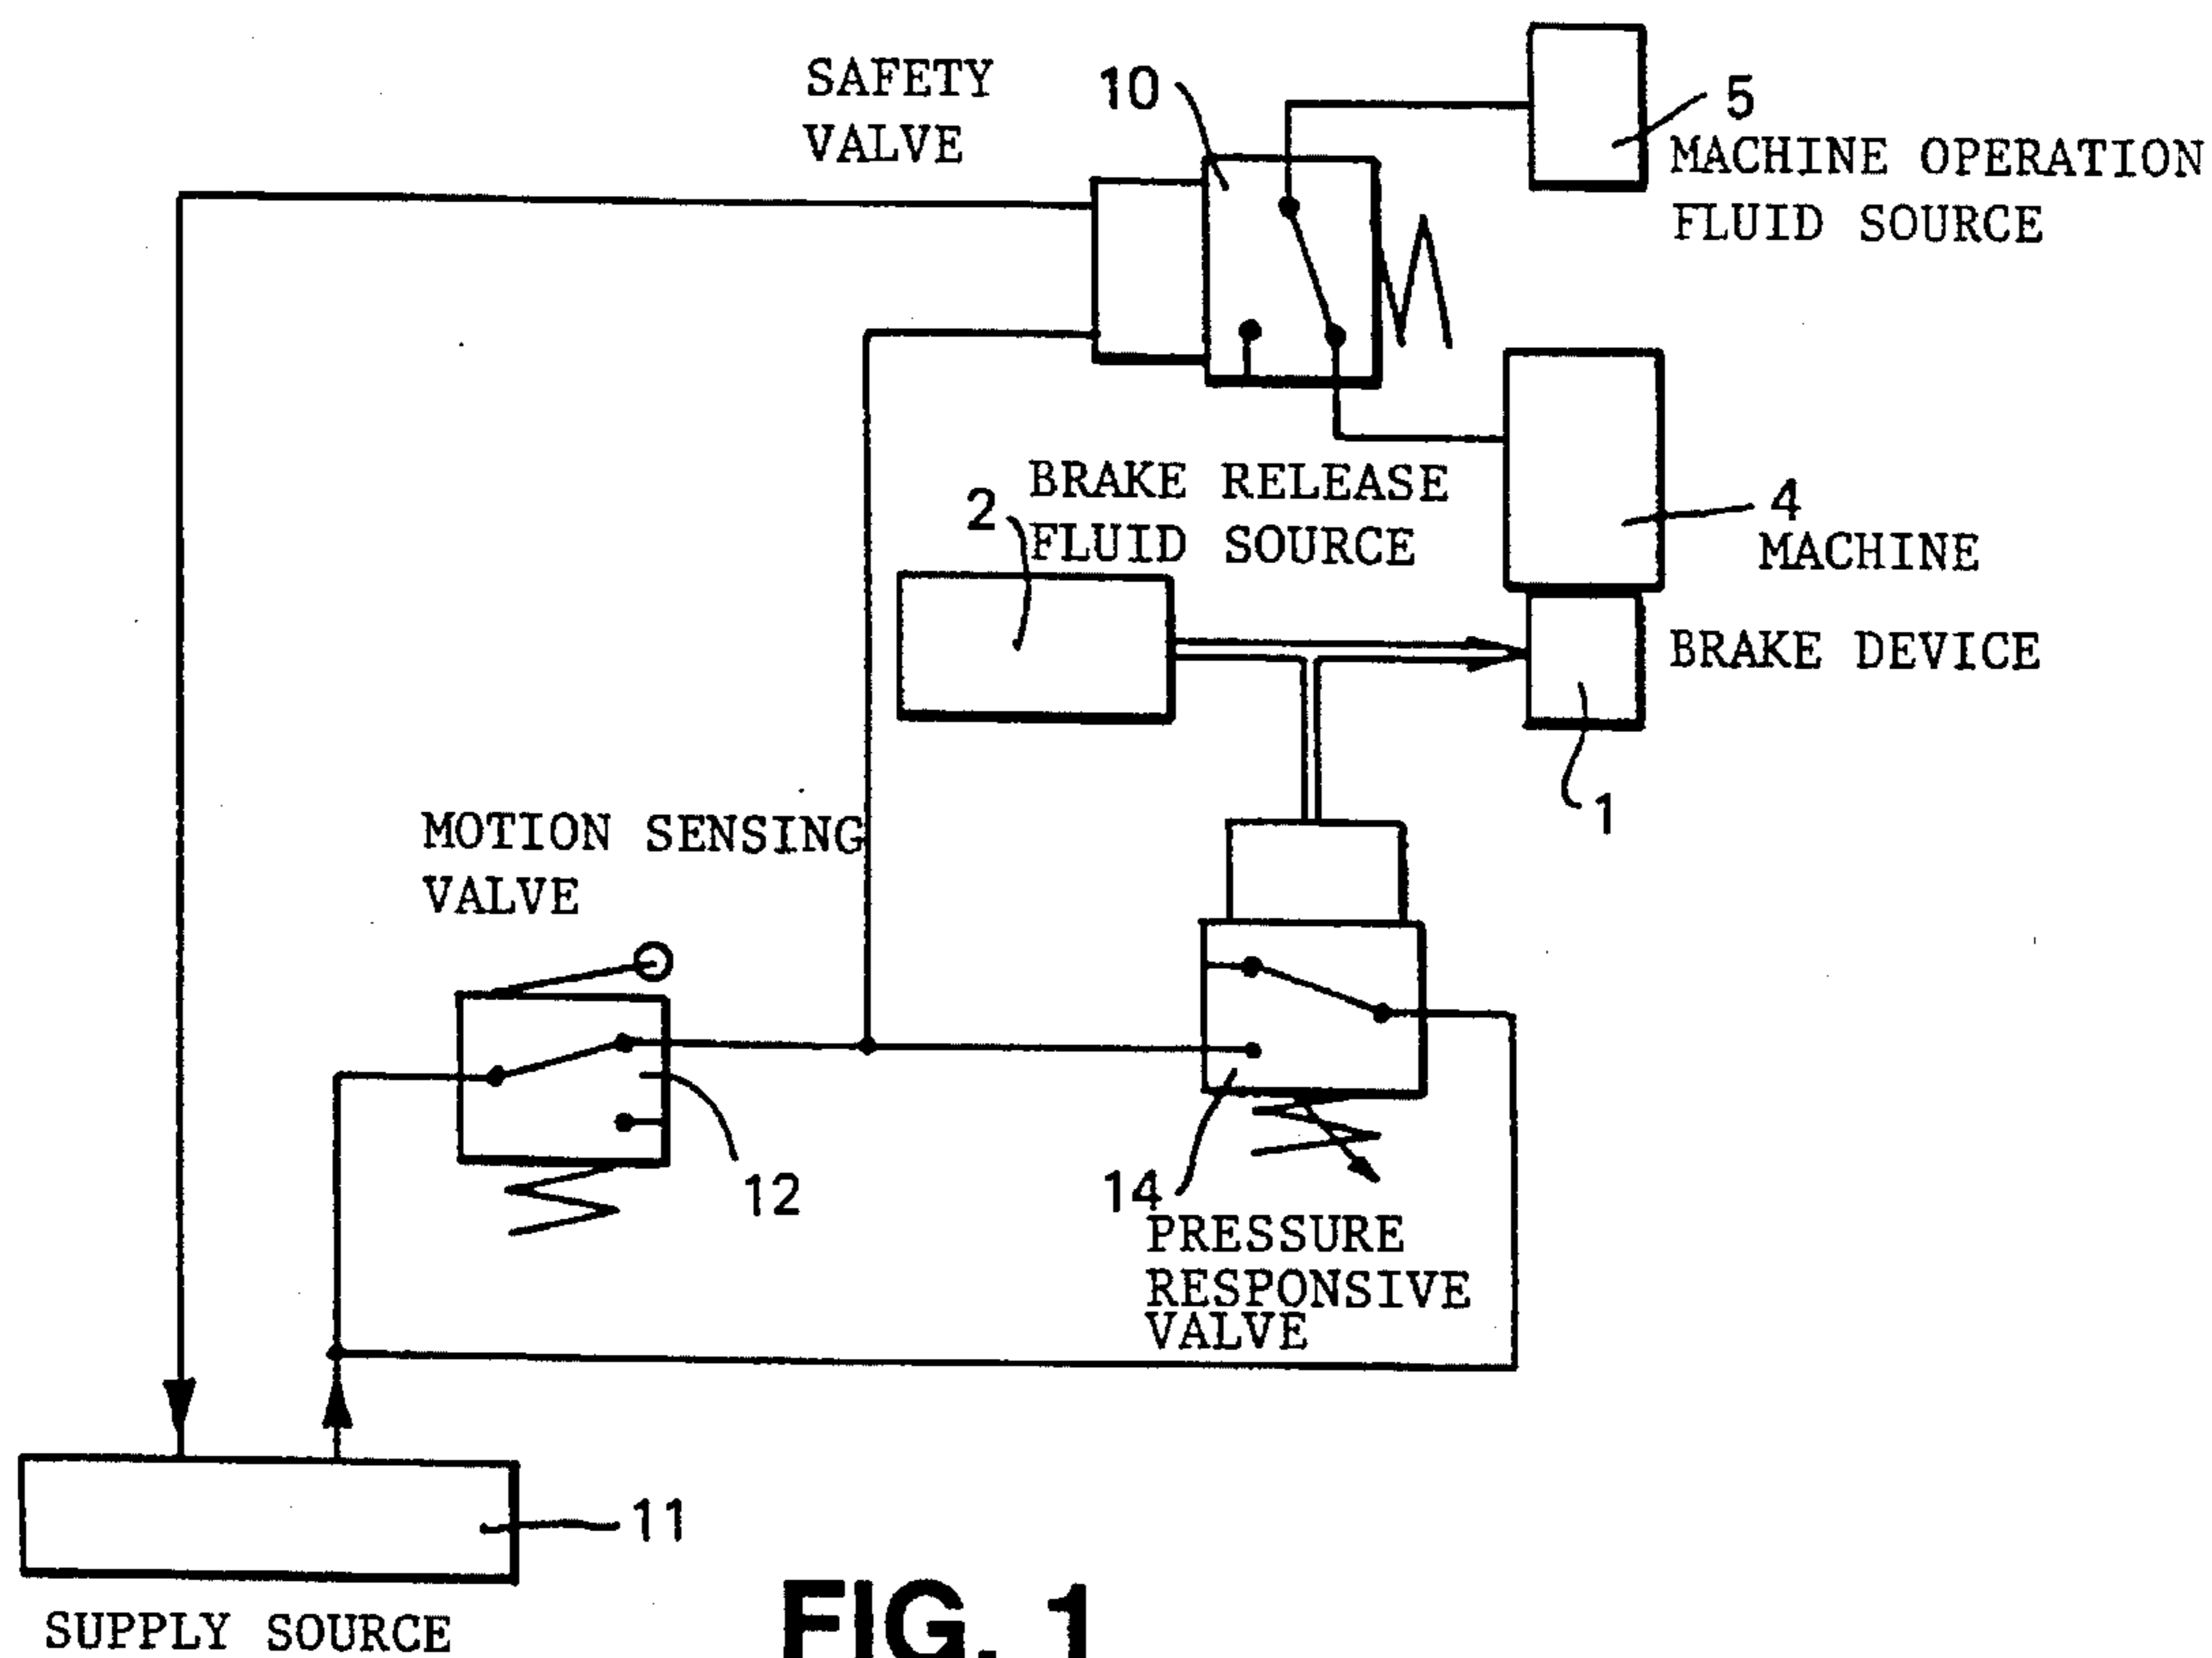 SAFETY
VALVE
10
5
MACHINE OPERATION
FLUID SOURCE
BRAKE RELEASE
FLUID SOURCE
2
4
MACHINE
BRAKE DEVICE
1
MOTION SENSING
VALVE
12
14
PRESSURE
RESPONSIVE
VALVE
11
SUPPLY SOURCE
FIG. 1